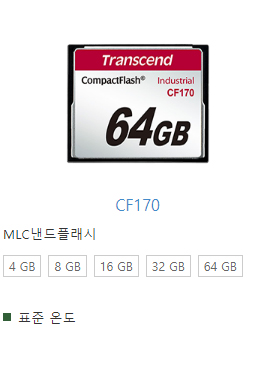 Transcend
CompactFlash® Industrial
CF170
64GB
CF170
MLC낸드플래시
4 GB 8 GB 16 GB 32 GB 64 GB
표준 온도